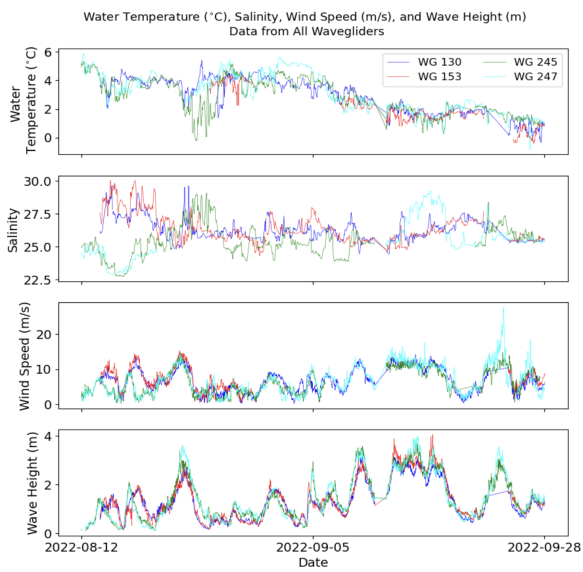 Water Temperature (°C), Salinity, Wind Speed (m/s), and Wave Height (m)
Data from All Wavegliders
Water
Temperature (°C)
6
4
2
0
WG 130
WG 153
WG 245
WG 247
Salinity
30.0
27.5
25.0
22.5
Wind Speed (m/s)
20
10
0
Wave Height (m)
4
2
0
2022-08-12
2022-09-05
2022-09-28
Date